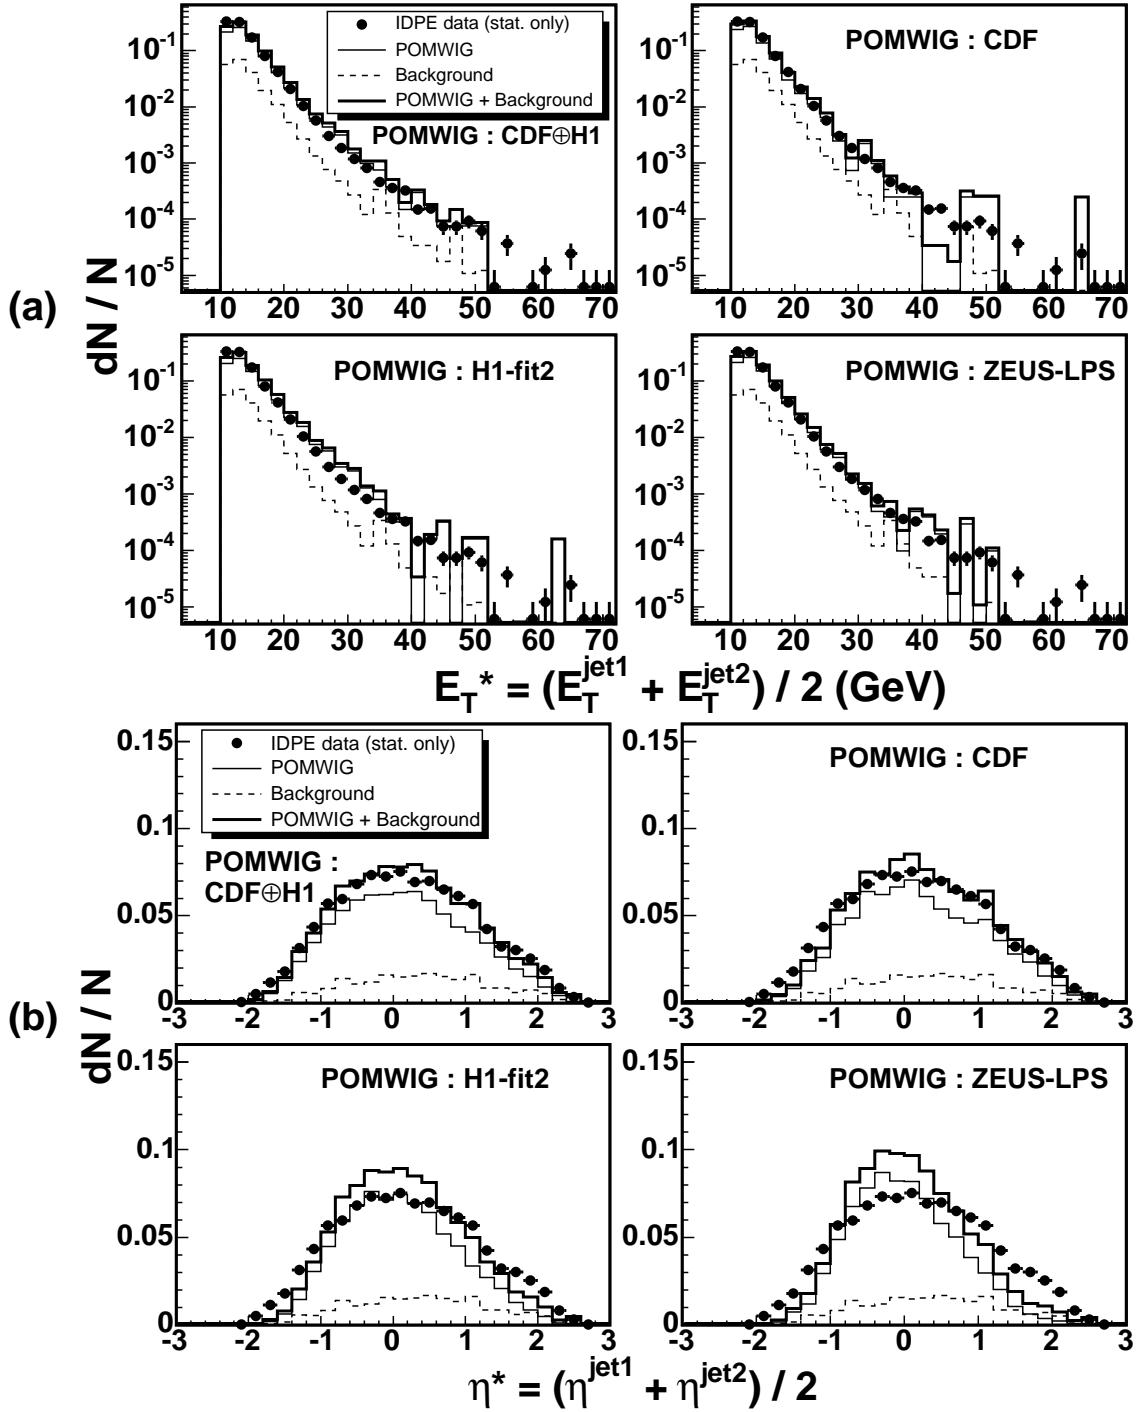 (a)
dN / N
IDPE data (stat. only)
POMWIG
Background
POMWIG + Background
POMWIG : CDF⊕H1
10^-1
10^-2
10^-3
10^-4
10^-5
10 20 30 40 50 60 70
POMWIG : CDF
10^-1
10^-2
10^-3
10^-4
10^-5
10 20 30 40 50 60 70
POMWIG : H1-fit2
10^-1
10^-2
10^-3
10^-4
10^-5
10 20 30 40 50 60 70
POMWIG : ZEUS-LPS
10^-1
10^-2
10^-3
10^-4
10^-5
10 20 30 40 50 60 70
E_T* = (E_T^jet1 + E_T^jet2) / 2 (GeV)
(b)
dN / N
IDPE data (stat. only)
POMWIG
Background
POMWIG + Background
POMWIG :
CDF⊕H1
0.15
0.1
0.05
0
-3 -2 -1 0 1 2 3
POMWIG : CDF
0.15
0.1
0.05
0
-3 -2 -1 0 1 2 3
POMWIG : H1-fit2
0.15
0.1
0.05
0
-3 -2 -1 0 1 2 3
POMWIG : ZEUS-LPS
0.15
0.1
0.05
0
-3 -2 -1 0 1 2 3
η* = (η^jet1 + η^jet2) / 2